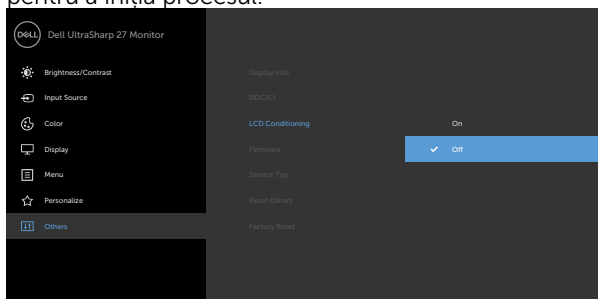 pentru a iniția procesul.
DELL
Dell UltraSharp 27 Monitor
Brightness/Contrast
Display Info
Input Source
DDC/CI
Color
LCD Conditioning
On
Display
Firmware
Off
Menu
Service Tag
Personalize
Reset Others
Others
Factory Reset